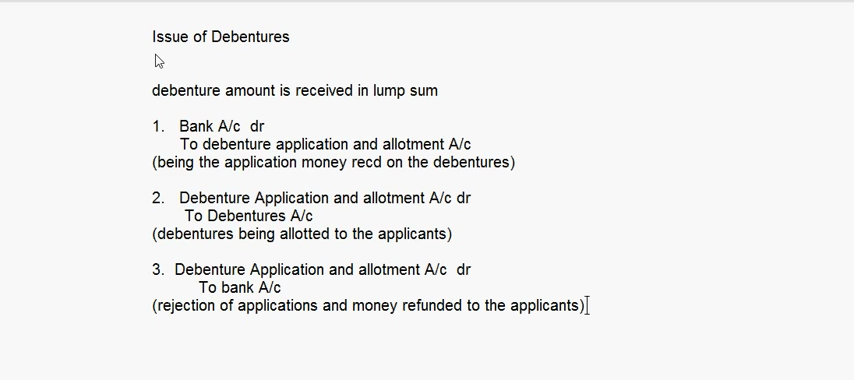 Issue of Debentures
debenture amount is received in lump sum
1. Bank A/c dr
To debenture application and allotment A/c
(being the application money recd on the debentures)
2. Debenture Application and allotment A/c dr
To Debentures A/c
(debentures being allotted to the applicants)
3. Debenture Application and allotment A/c dr
To bank A/c
(rejection of applications and money refunded to the applicants)